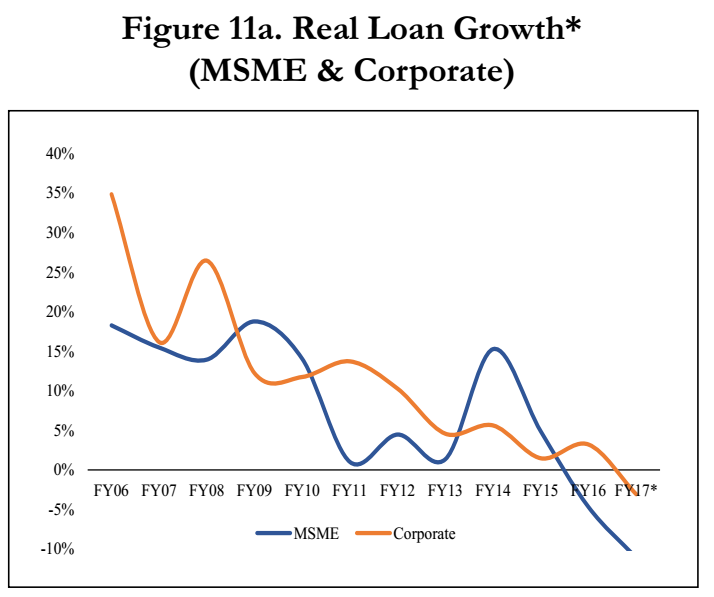 Figure 11a. Real Loan Growth*
(MSME & Corporate)
40%
35%
30%
25%
20%
15%
10%
5%
0%
FY06 FY07 FY08 FY09 FY10 FY11 FY12 FY13 FY14 FY15 FY16 FY17*
-5%
-10%
MSME Corporate